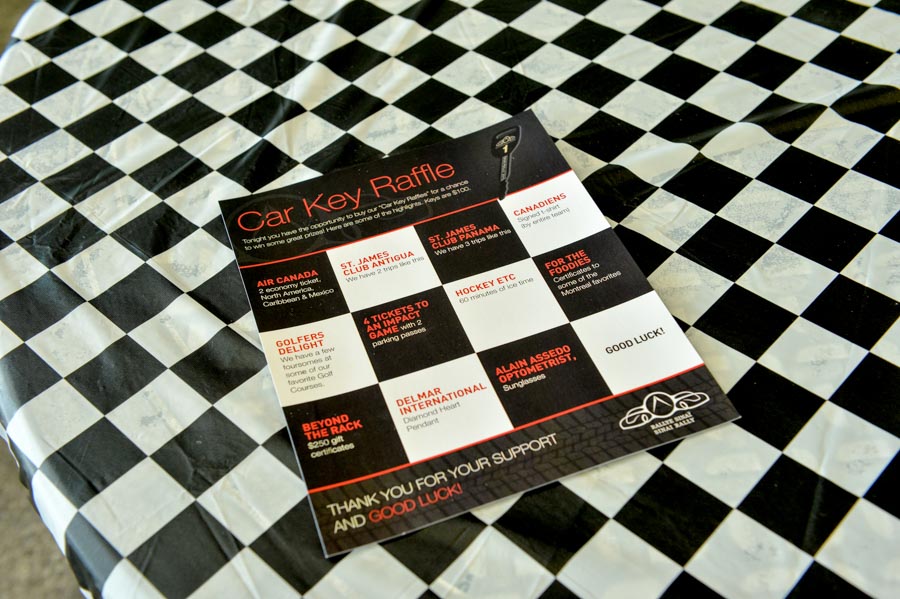 Car Key Raffle
Tonight you have the opportunity to buy our "Car Key Raffles" for a chance
to win some great prizes! Here are some of the highlights. Keys are $100.
1
AIR CANADA
2 economy ticket,
North America,
Caribbean & Mexico
ST. JAMES
CLUB ANTIGUA
We have 2 trips like this
ST. JAMES
CLUB PANAMA
We have 3 trips like this
CANADIENS
Signed t-shirt
(by entire team)
GOLFERS
DELIGHT
We have a few
foursomes at
some of our
favorite Golf
Courses.
4 TICKETS TO
AN IMPACT
GAME with 2
parking passes
HOCKEY ETC
60 minutes of ice time
FOR THE
FOODIES
Certificates to
some of the
Montreal favorites
BEYOND
THE RACK
$250 gift
certificates
DELMAR
INTERNATIONAL
Diamond Heart
Pendant
ALAIN ASSEDO
OPTOMETRIST,
Sunglasses
GOOD LUCK!
THANK YOU FOR YOUR SUPPORT
AND GOOD LUCK!
RALLYE SINAI
SINAI RALLY